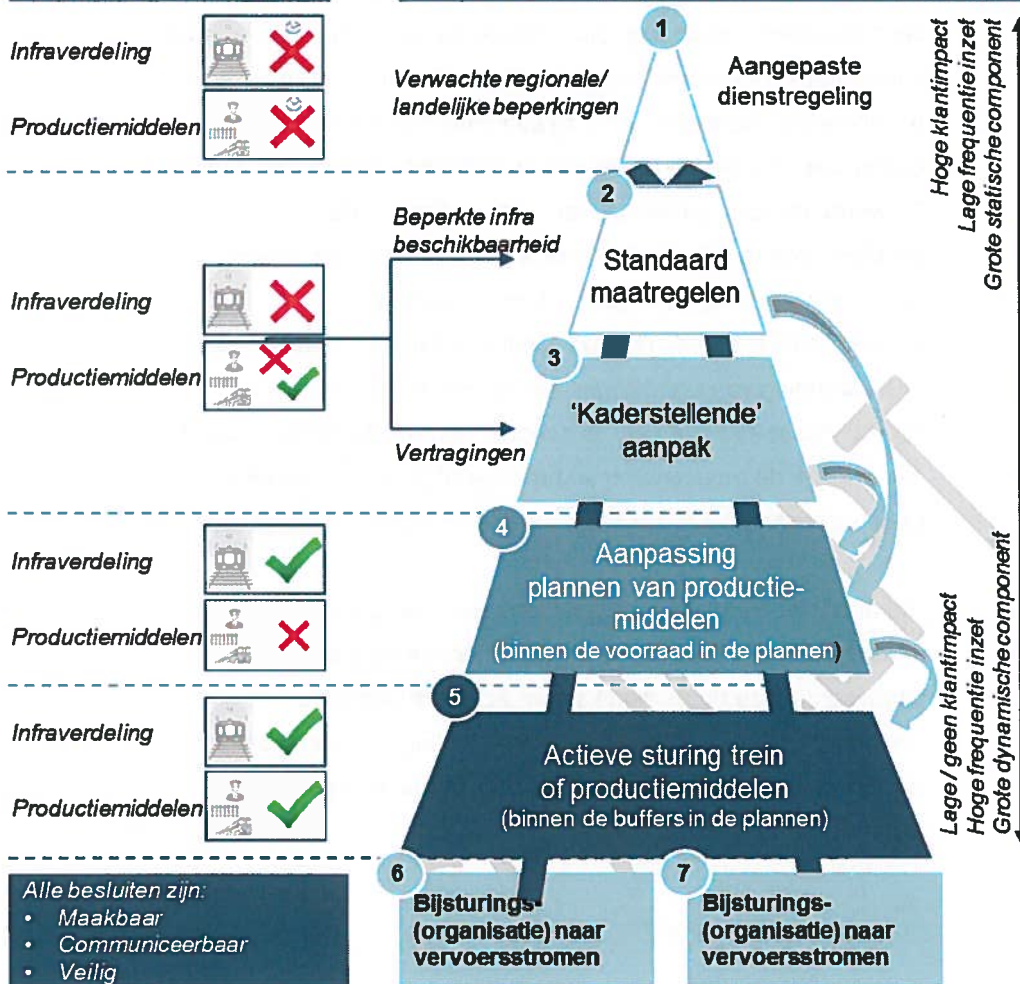 Infraverdeling
Productiemiddelen
Verwachte regionale/
landelijke beperkingen
1
Aangepaste
dienstregeling
Hoge klantimpact
Lage frequentie inzet
Grote statische component
Infraverdeling
Productiemiddelen
Beperkte infra
beschikbaarheid
Vertragingen
2
Standaard
maatregelen
3
'Kaderstellende'
aanpak
Infraverdeling
Productiemiddelen
4
Aanpassing
plannen van productie-
middelen
(binnen de voorraad in de plannen)
Infraverdeling
Productiemiddelen
5
Actieve sturing trein
of productiemiddelen
(binnen de buffers in de plannen)
Lage / geen klantimpact
Hoge frequentie inzet
Grote dynamische component
Alle besluiten zijn:
• Maakbaar
• Communiceerbaar
• Veilig
6
Bijsturings-
(organisatie) naar
vervoersstromen
7
Bijsturings-
(organisatie) naar
vervoersstromen